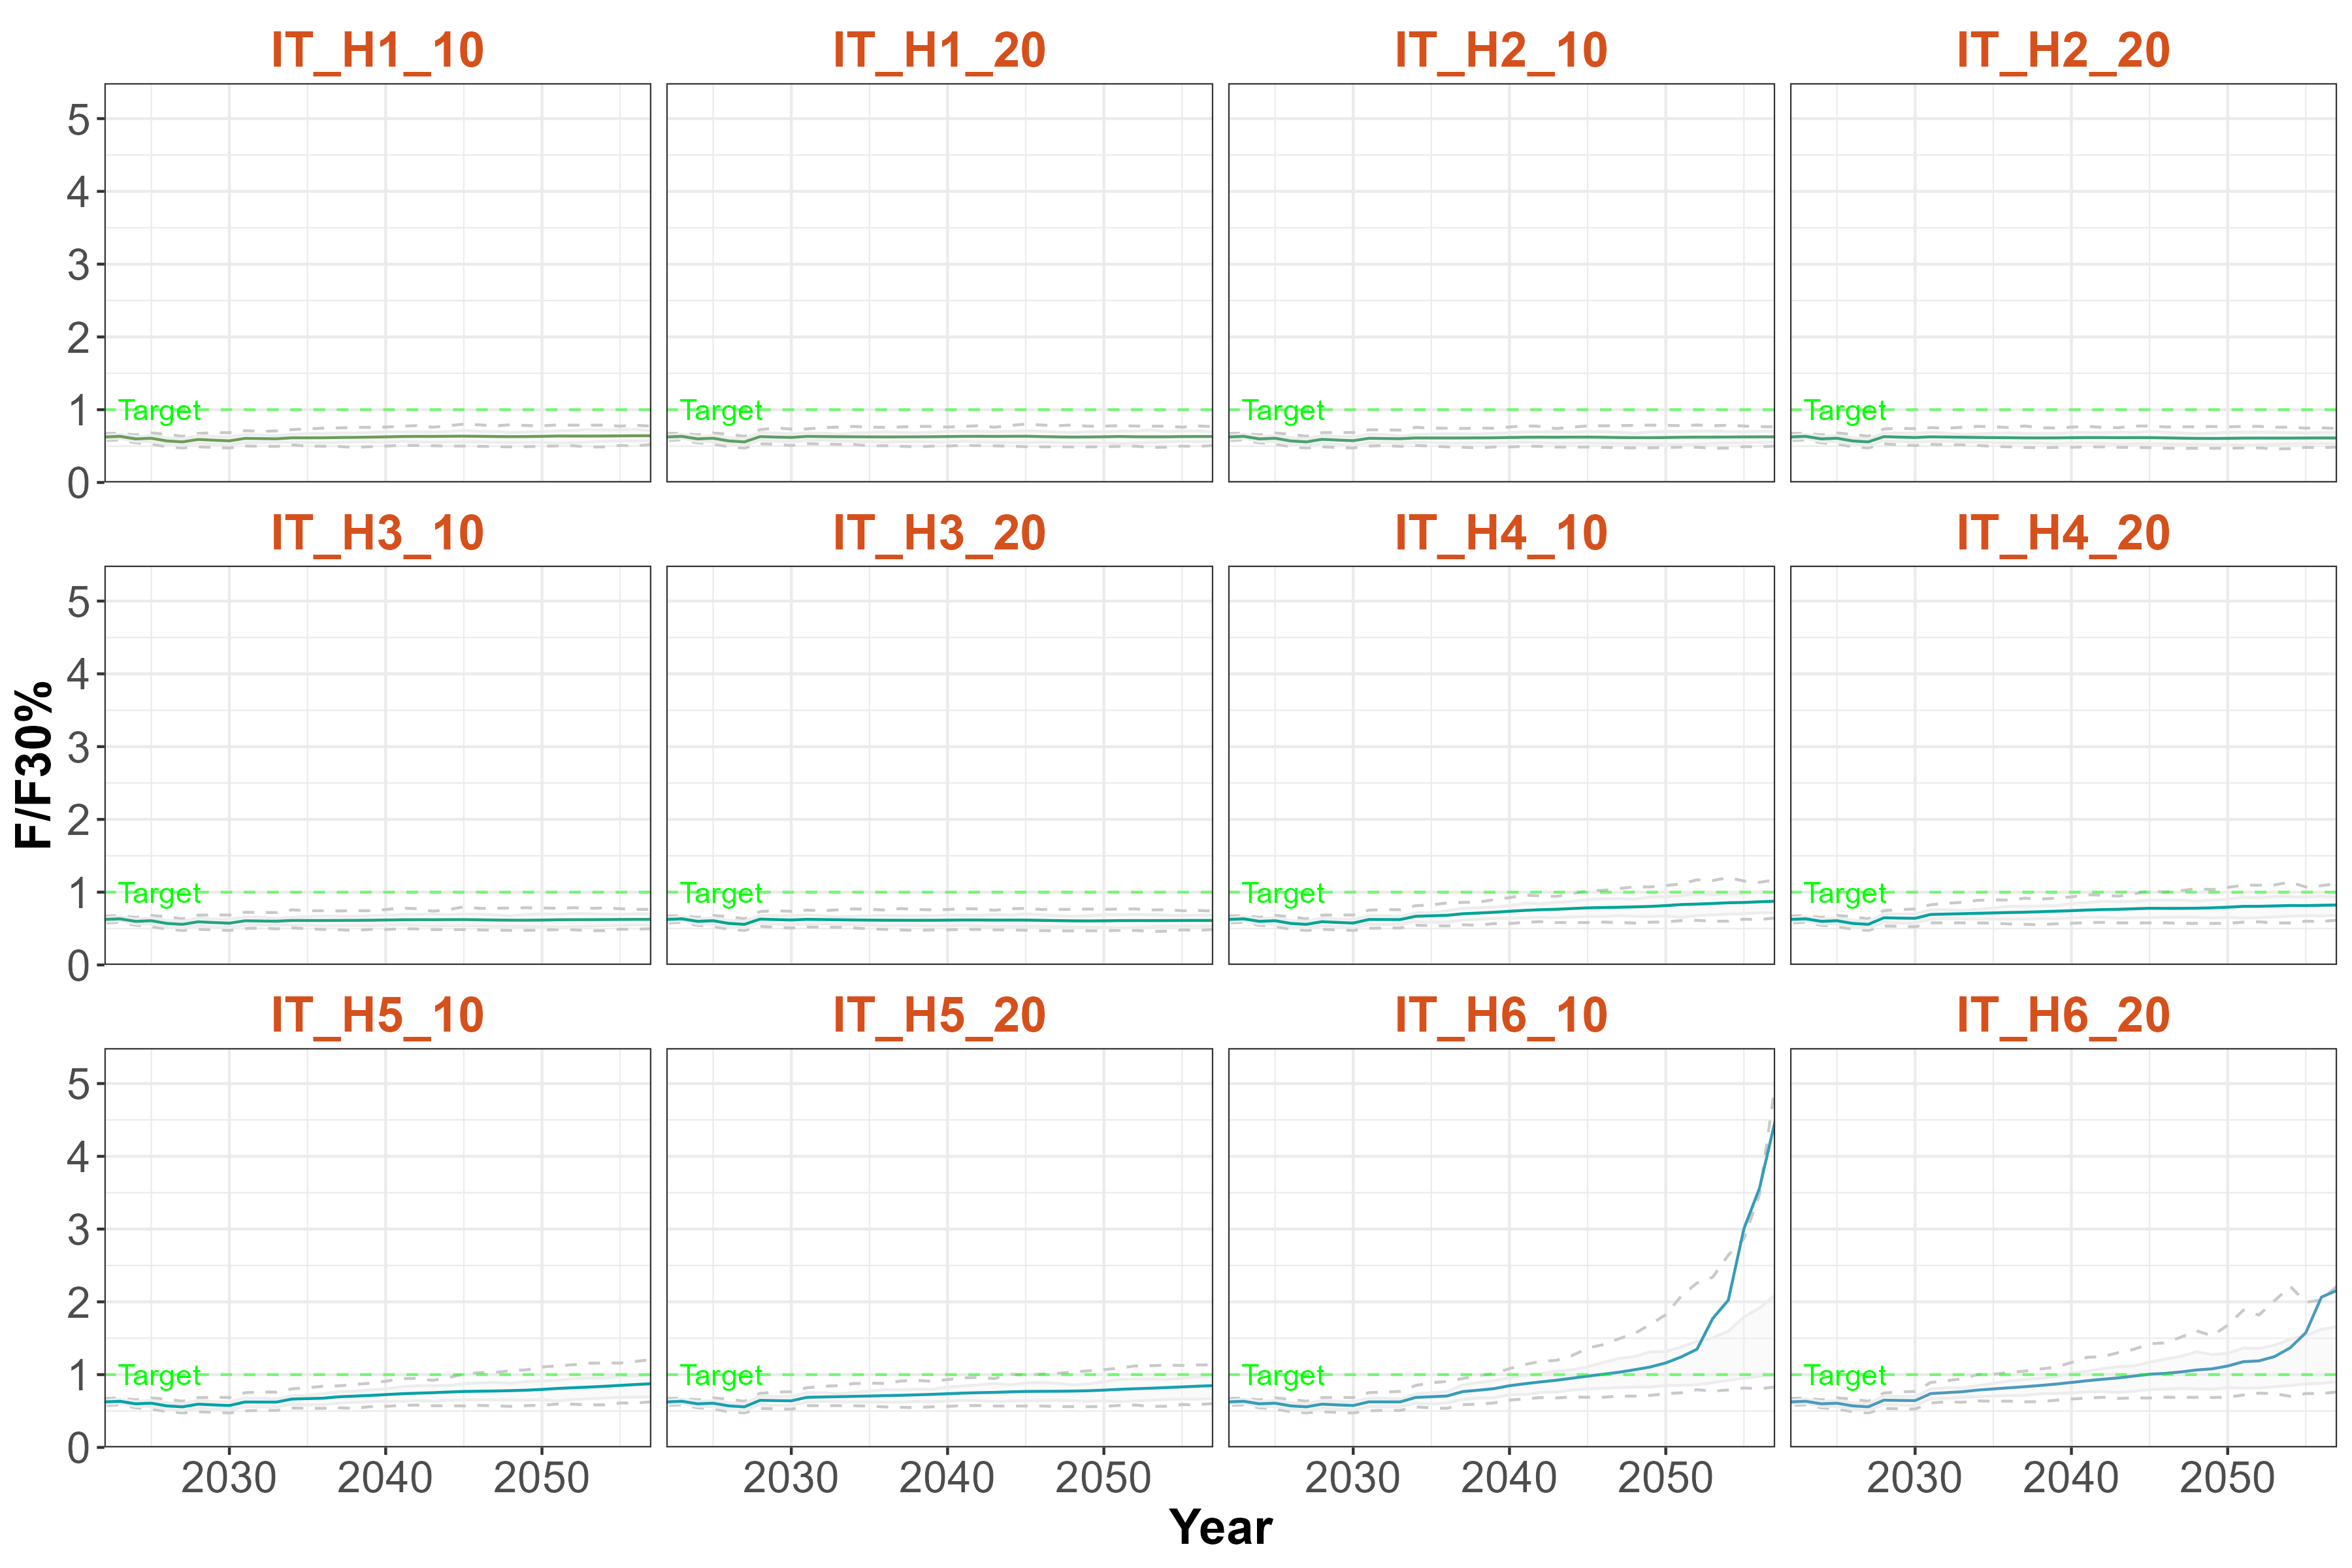 IT_H1_10 IT_H1_20 IT_H2_10 IT_H2_20
5
4
3
2
1
0
Target Target Target Target
IT_H3_10 IT_H3_20 IT_H4_10 IT_H4_20
5
4
3
2
1
0
Target Target Target Target
F/F30%
IT_H5_10 IT_H5_20 IT_H6_10 IT_H6_20
5
4
3
2
1
0
Target Target Target Target
2030 2040 2050 2030 2040 2050 2030 2040 2050 2030 2040 2050
Year